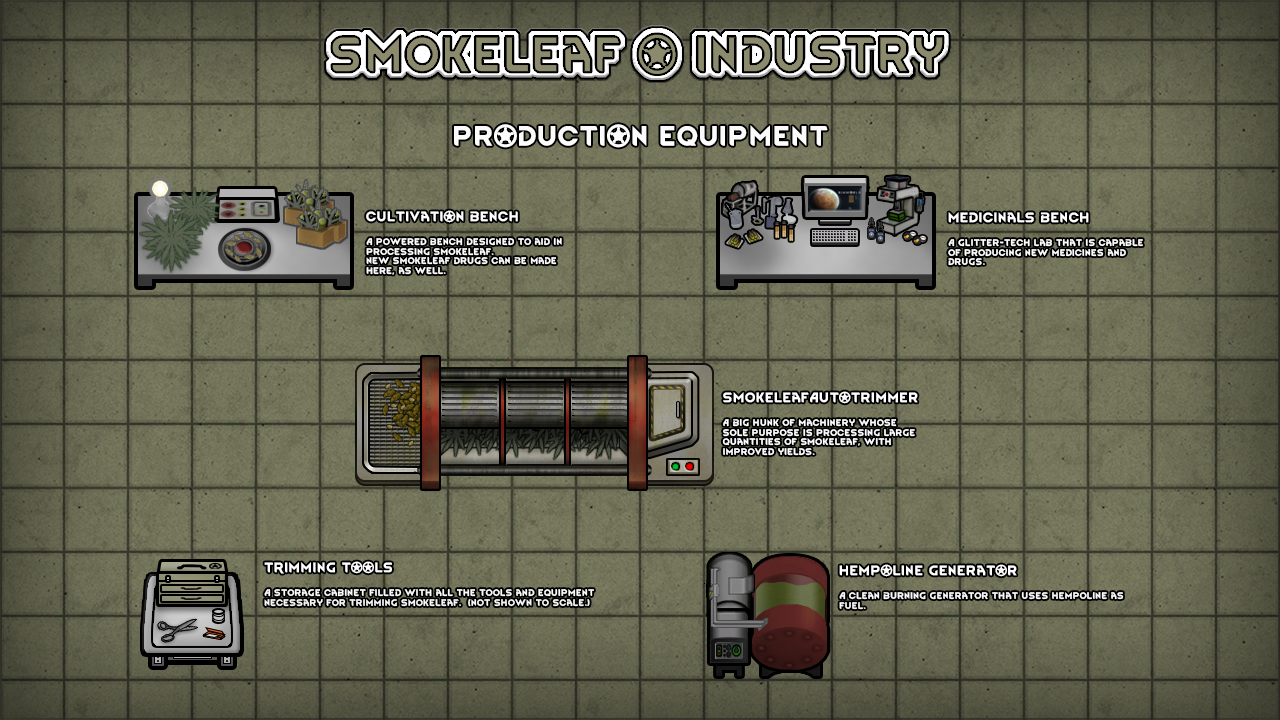 SMOKELEAF INDUSTRY
PRODUCTION EQUIPMENT
CULTIVATION BENCH
A POWERED BENCH DESIGNED TO AID IN
PROCESSING SMOKELEAF.
NEW SMOKELEAF DRUGS CAN BE MADE
HERE, AS WELL.
MEDICINALS BENCH
A GLITTER-TECH LAB THAT IS CAPABLE
OF PRODUCING NEW MEDICINES AND
DRUGS.
SMOKELEAFAUTOTRIMMER
A BIG HUNK OF MACHINERY WHOSE
SOLE PURPOSE IS PROCESSING LARGE
QUANTITIES OF SMOKELEAF, WITH
IMPROVED YIELDS.
TRIMMING TOOLS
A STORAGE CABINET FILLED WITH ALL THE TOOLS AND EQUIPMENT
NECESSARY FOR TRIMMING SMOKELEAF. (NOT SHOWN TO SCALE.)
HEMPOLINE GENERATOR
A CLEAN BURNING GENERATOR THAT USES HEMPOLINE AS
FUEL.